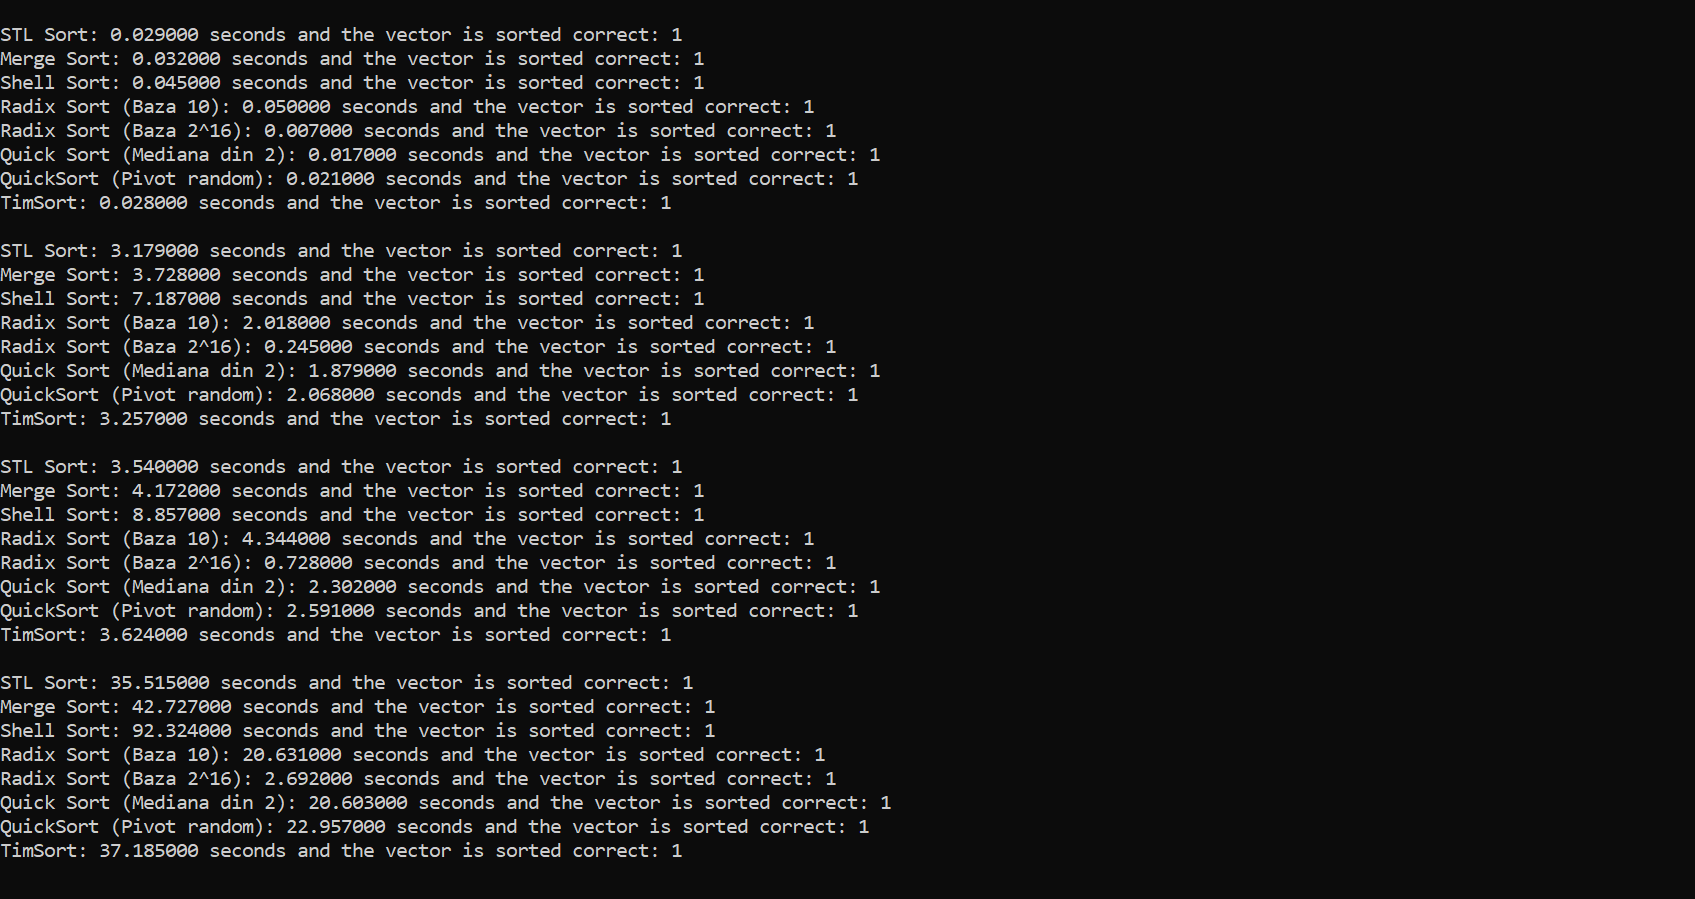 STL Sort: 0.029000 seconds and the vector is sorted correct: 1
Merge Sort: 0.032000 seconds and the vector is sorted correct: 1
Shell Sort: 0.045000 seconds and the vector is sorted correct: 1
Radix Sort (Baza 10): 0.050000 seconds and the vector is sorted correct: 1
Radix Sort (Baza 2^16): 0.007000 seconds and the vector is sorted correct: 1
Quick Sort (Mediana din 2): 0.017000 seconds and the vector is sorted correct: 1
QuickSort (Pivot random): 0.021000 seconds and the vector is sorted correct: 1
TimSort: 0.028000 seconds and the vector is sorted correct: 1

STL Sort: 3.179000 seconds and the vector is sorted correct: 1
Merge Sort: 3.728000 seconds and the vector is sorted correct: 1
Shell Sort: 7.187000 seconds and the vector is sorted correct: 1
Radix Sort (Baza 10): 2.018000 seconds and the vector is sorted correct: 1
Radix Sort (Baza 2^16): 0.245000 seconds and the vector is sorted correct: 1
Quick Sort (Mediana din 2): 1.879000 seconds and the vector is sorted correct: 1
QuickSort (Pivot random): 2.068000 seconds and the vector is sorted correct: 1
TimSort: 3.257000 seconds and the vector is sorted correct: 1

STL Sort: 3.540000 seconds and the vector is sorted correct: 1
Merge Sort: 4.172000 seconds and the vector is sorted correct: 1
Shell Sort: 8.857000 seconds and the vector is sorted correct: 1
Radix Sort (Baza 10): 4.344000 seconds and the vector is sorted correct: 1
Radix Sort (Baza 2^16): 0.728000 seconds and the vector is sorted correct: 1
Quick Sort (Mediana din 2): 2.302000 seconds and the vector is sorted correct: 1
QuickSort (Pivot random): 2.591000 seconds and the vector is sorted correct: 1
TimSort: 3.624000 seconds and the vector is sorted correct: 1

STL Sort: 35.515000 seconds and the vector is sorted correct: 1
Merge Sort: 42.727000 seconds and the vector is sorted correct: 1
Shell Sort: 92.324000 seconds and the vector is sorted correct: 1
Radix Sort (Baza 10): 20.631000 seconds and the vector is sorted correct: 1
Radix Sort (Baza 2^16): 2.692000 seconds and the vector is sorted correct: 1
Quick Sort (Mediana din 2): 20.603000 seconds and the vector is sorted correct: 1
QuickSort (Pivot random): 22.957000 seconds and the vector is sorted correct: 1
TimSort: 37.185000 seconds and the vector is sorted correct: 1